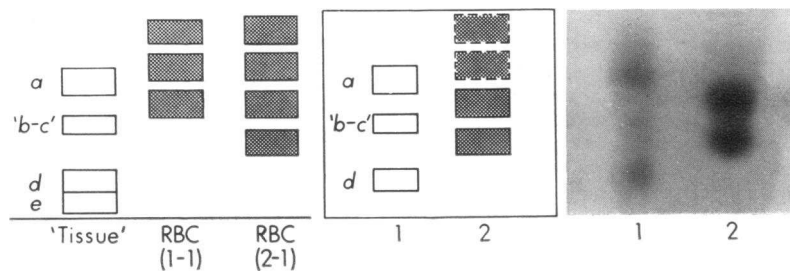 a
'b-c'
d
e
'Tissue' RBC RBC
(1-1) (2-1)
a
'b-c'
d
1 2
1 2